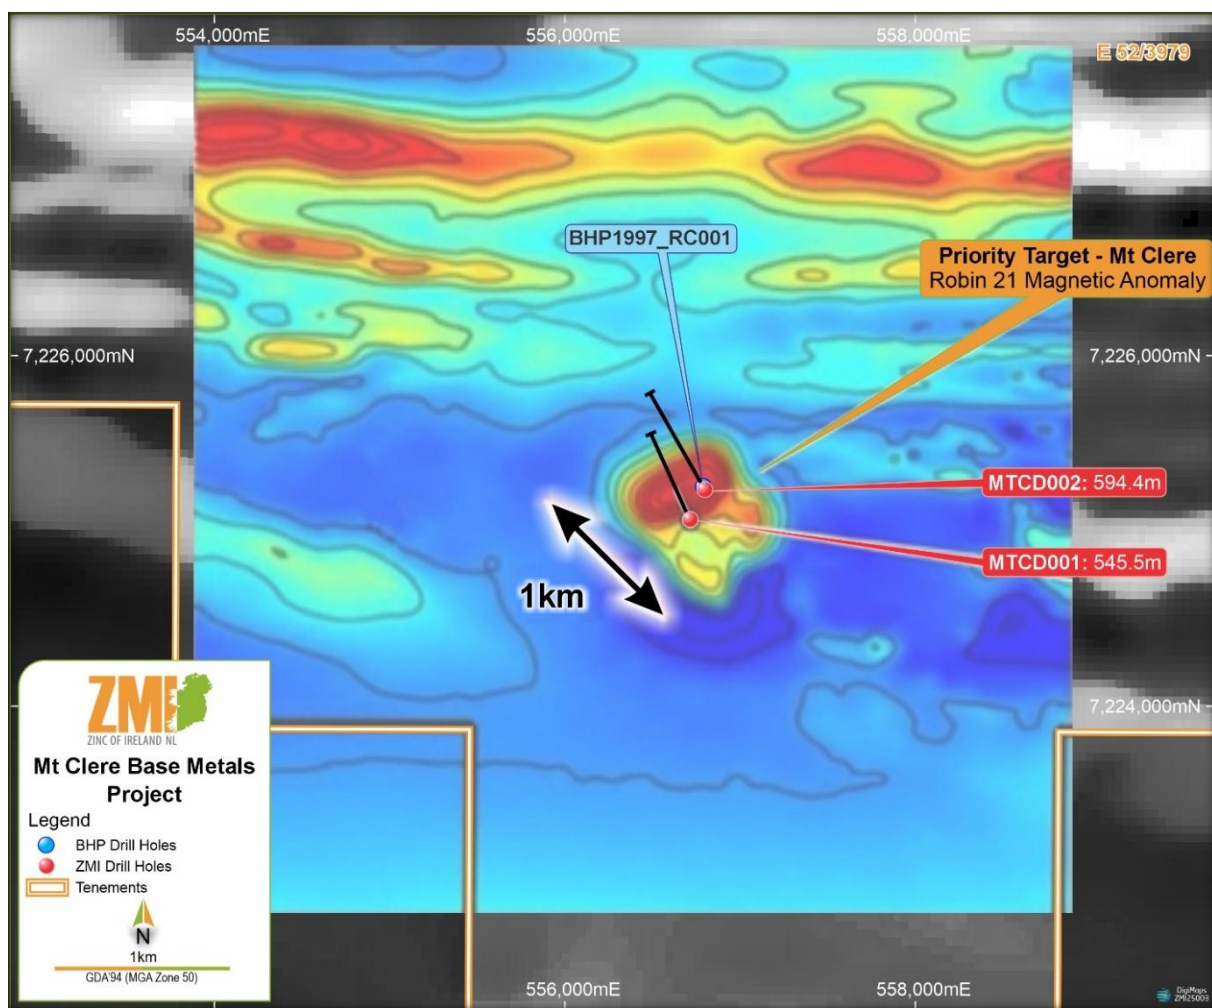 554,000mE
556,000mE
558,000mE
E 52/3979
BHP1997_RC001
Priority Target - Mt Clere
Robin 21 Magnetic Anomaly
7,226,000mN
7,226,000mN
MTCD002: 594.4m
MTCD001: 545.5m
1km
7,224,000mN
ZMI
ZINC OF IRELAND NL
Mt Clere Base Metals
Project
Legend
BHP Drill Holes
ZMI Drill Holes
Tenements
N
1km
GDA'94 (MGA Zone 50)
556,000mE
558,000mE
DigiMaps
ZMI25003